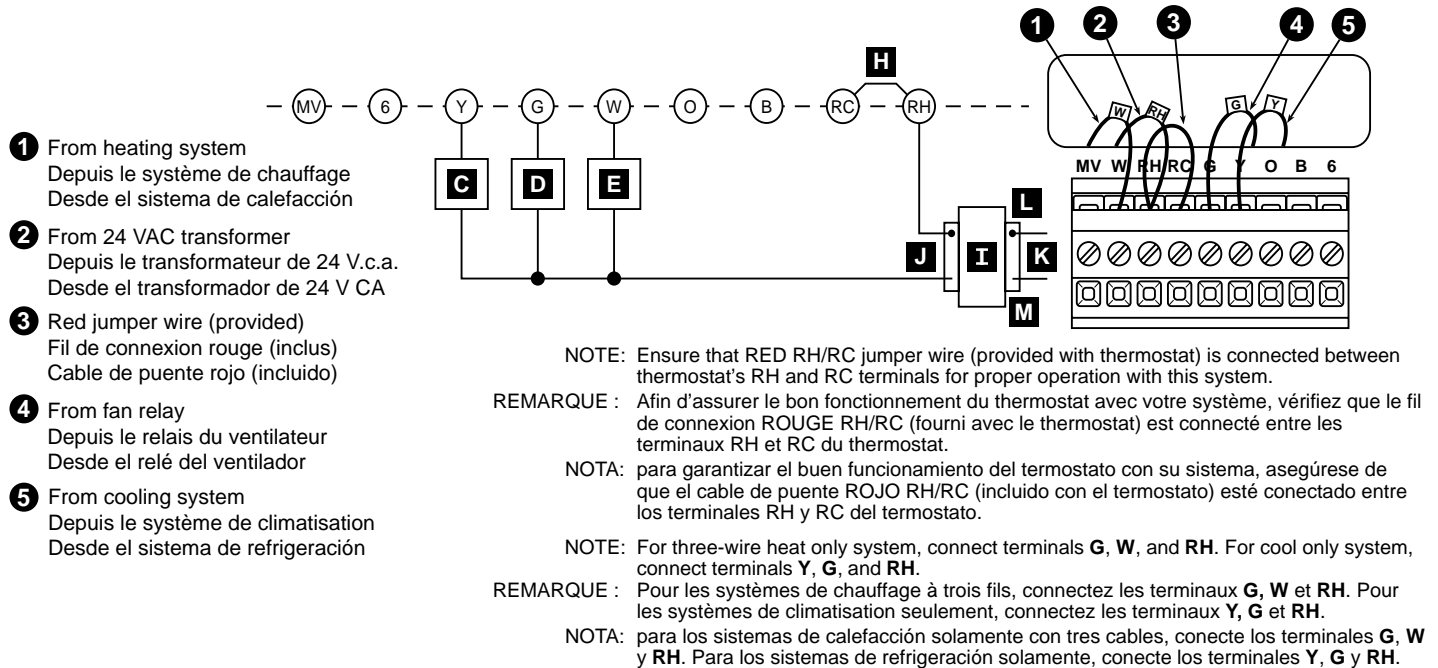 1 2 3 4 5
H
MV 6 Y G W O B RC RH
W RH G Y
MV W RH RC G Y O B 6
C D E
L
J I K
M
1 From heating system
Depuis le système de chauffage
Desde el sistema de calefacción
2 From 24 VAC transformer
Depuis le transformateur de 24 V.c.a.
Desde el transformador de 24 V CA
3 Red jumper wire (provided)
Fil de connexion rouge (inclus)
Cable de puente rojo (incluido)
4 From fan relay
Depuis le relais du ventilateur
Desde el relé del ventilador
5 From cooling system
Depuis le système de climatisation
Desde el sistema de refrigeración
NOTE: Ensure that RED RH/RC jumper wire (provided with thermostat) is connected between
thermostat's RH and RC terminals for proper operation with this system.
REMARQUE : Afin d'assurer le bon fonctionnement du thermostat avec votre système, vérifiez que le fil
de connexion ROUGE RH/RC (fourni avec le thermostat) est connecté entre les
terminaux RH et RC du thermostat.
NOTA: para garantizar el buen funcionamiento del termostato con su sistema, asegúrese de
que el cable de puente ROJO RH/RC (incluido con el termostato) esté conectado entre
los terminales RH y RC del termostato.
NOTE: For three-wire heat only system, connect terminals G, W, and RH. For cool only system,
connect terminals Y, G, and RH.
REMARQUE : Pour les systèmes de chauffage à trois fils, connectez les terminaux G, W et RH. Pour
les systèmes de climatisation seulement, connectez les terminaux Y, G et RH.
NOTA: para los sistemas de calefacción solamente con tres cables, conecte los terminales G, W
y RH. Para los sistemas de refrigeración solamente, conecte los terminales Y, G y RH.